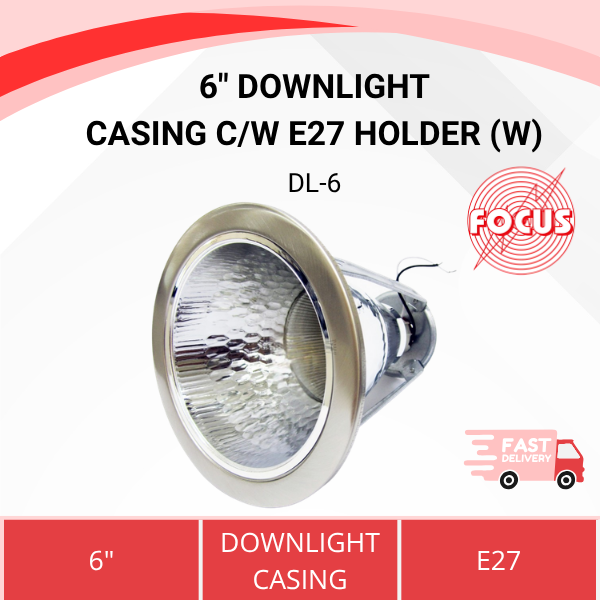 6" DOWNLIGHT
CASING C/W E27 HOLDER (W)
DL-6
FOCUS
FAST
DELIVERY
6"
DOWNLIGHT
CASING
E27